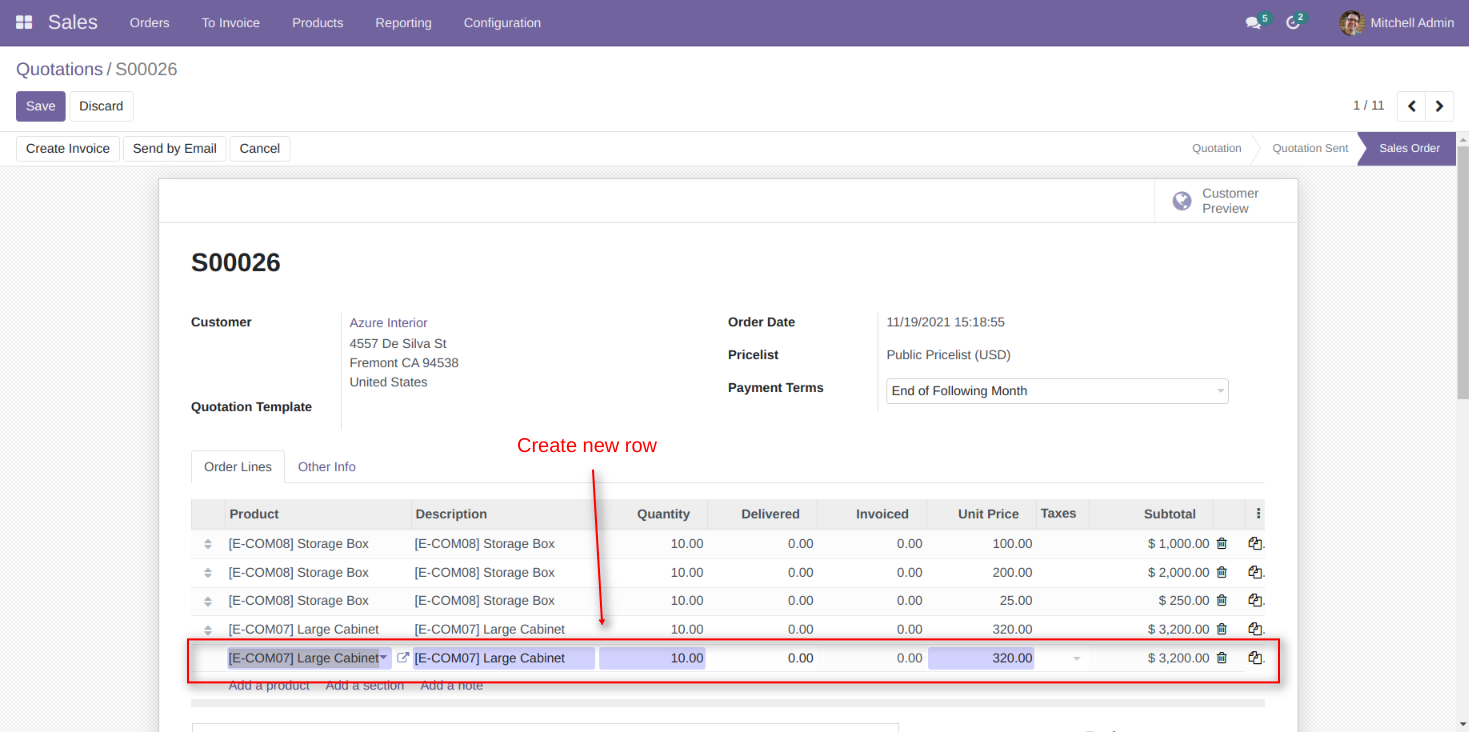 Sales Orders To Invoice Products Reporting Configuration 5 2 Mitchell Admin
Quotations / S00026
Save Discard 1 / 11
Create Invoice Send by Email Cancel Quotation Quotation Sent Sales Order
Customer
Preview
S00026
Customer Azure Interior Order Date 11/19/2021 15:18:55
4557 De Silva St
Fremont CA 94538 Pricelist Public Pricelist (USD)
United States
Payment Terms End of Following Month
Quotation Template
Create new row
Order Lines Other Info
Product Description Quantity Delivered Invoiced Unit Price Taxes Subtotal
[E-COM08] Storage Box [E-COM08] Storage Box 10.00 0.00 0.00 100.00 $ 1,000.00
[E-COM08] Storage Box [E-COM08] Storage Box 10.00 0.00 0.00 200.00 $ 2,000.00
[E-COM08] Storage Box [E-COM08] Storage Box 10.00 0.00 0.00 25.00 $ 250.00
[E-COM07] Large Cabinet [E-COM07] Large Cabinet 10.00 0.00 0.00 320.00 $ 3,200.00
[E-COM07] Large Cabinet [E-COM07] Large Cabinet 10.00 0.00 0.00 320.00 $ 3,200.00
Add a product Add a section Add a note